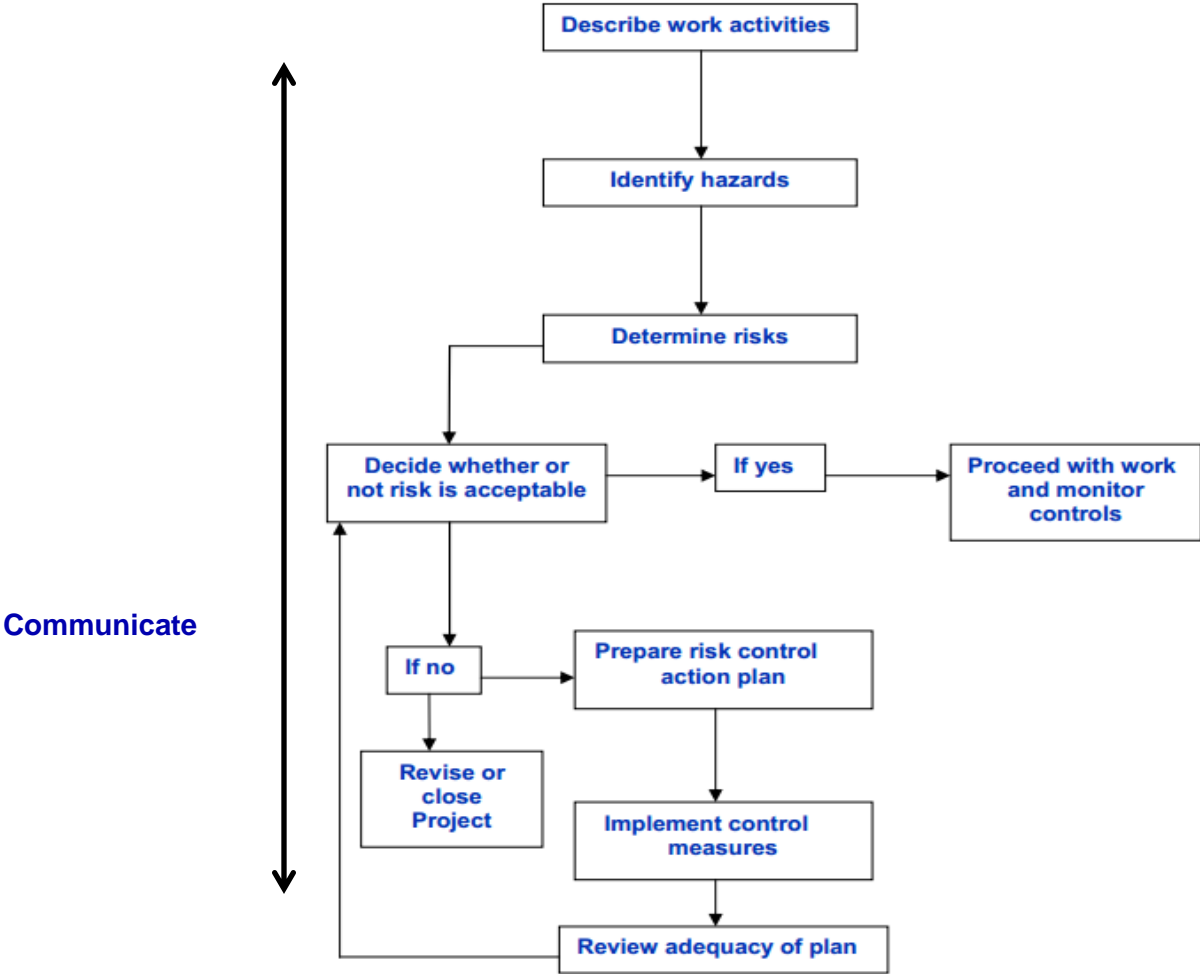 Describe work activities
Identify hazards
Determine risks
Decide whether or
not risk is acceptable
If yes
Proceed with work
and monitor
controls
Communicate
If no
Prepare risk control
action plan
Revise or
close
Project
Implement control
measures
Review adequacy of plan